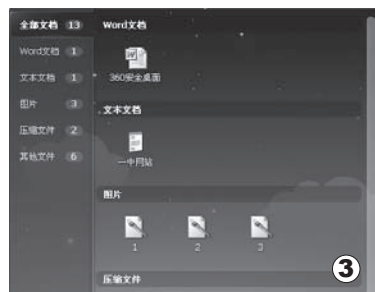 全部文档 13
Word文档 1
文本文档 1
图片 3
压缩文件 2
其他文件 6
Word文档
360安全桌面
文本文档
一中网站
图片
1 2 3
压缩文件
③